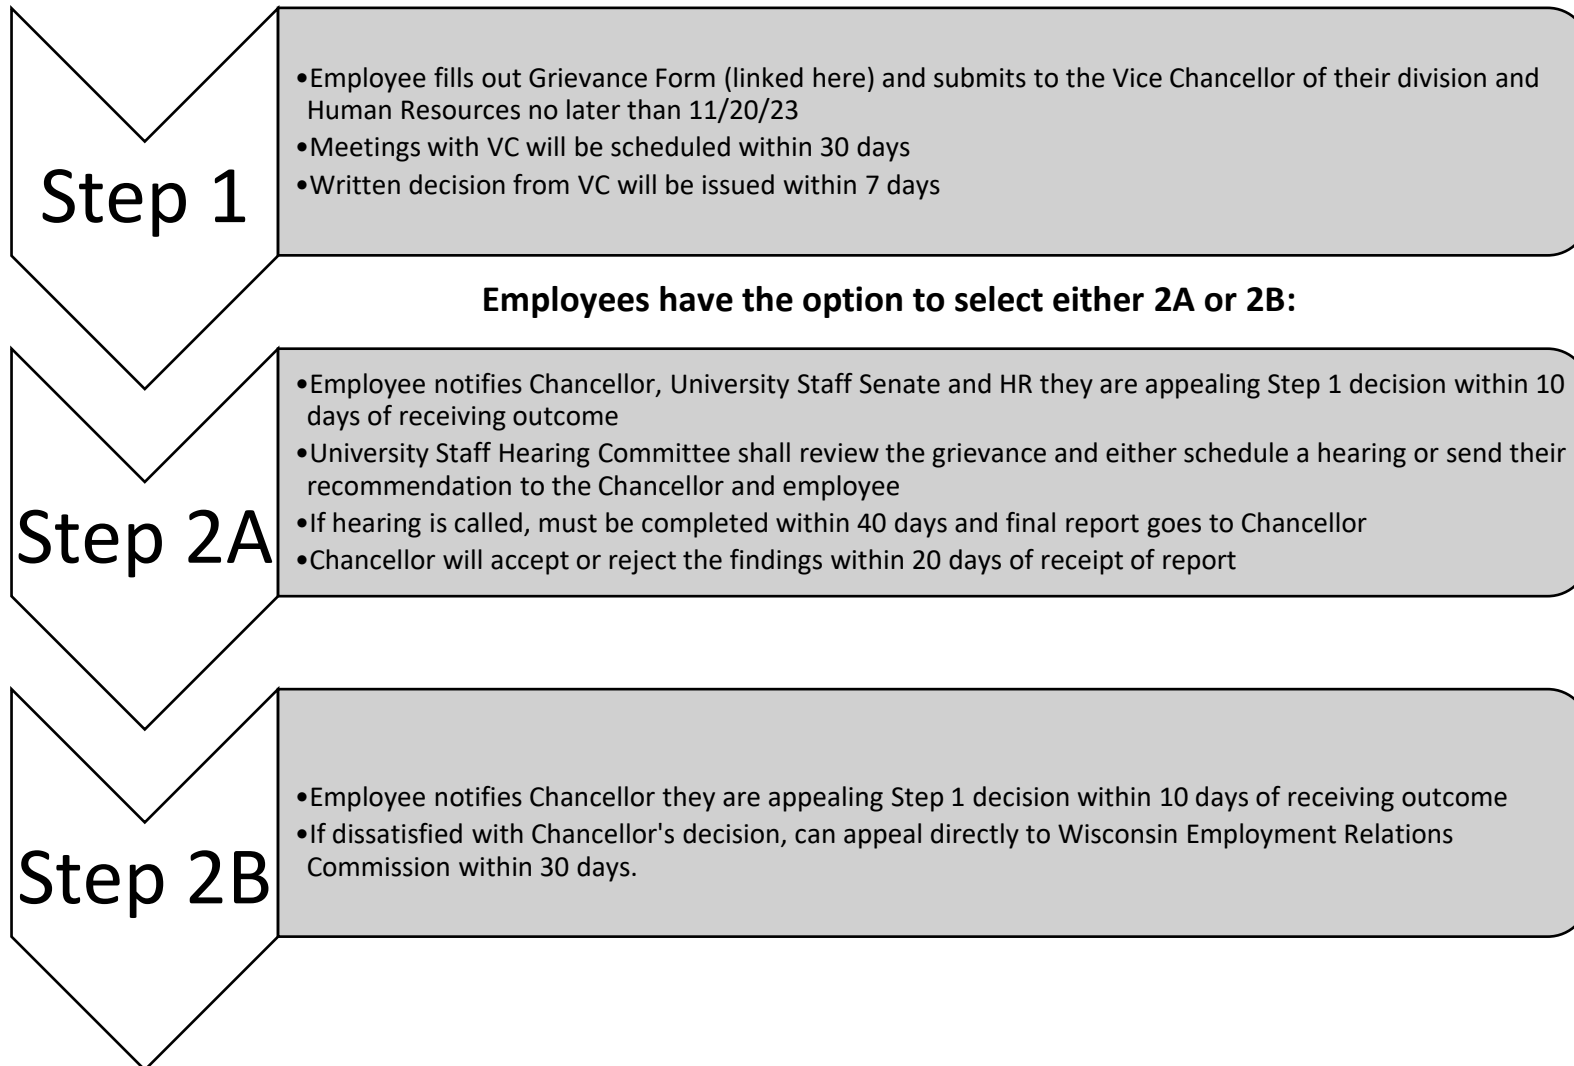 Step 1
•Employee fills out Grievance Form (linked here) and submits to the Vice Chancellor of their division and
Human Resources no later than 11/20/23
•Meetings with VC will be scheduled within 30 days
•Written decision from VC will be issued within 7 days
Employees have the option to select either 2A or 2B:
Step 2A
•Employee notifies Chancellor, University Staff Senate and HR they are appealing Step 1 decision within 10
days of receiving outcome
•University Staff Hearing Committee shall review the grievance and either schedule a hearing or send their
recommendation to the Chancellor and employee
•If hearing is called, must be completed within 40 days and final report goes to Chancellor
•Chancellor will accept or reject the findings within 20 days of receipt of report
Step 2B
•Employee notifies Chancellor they are appealing Step 1 decision within 10 days of receiving outcome
•If dissatisfied with Chancellor's decision, can appeal directly to Wisconsin Employment Relations
Commission within 30 days.